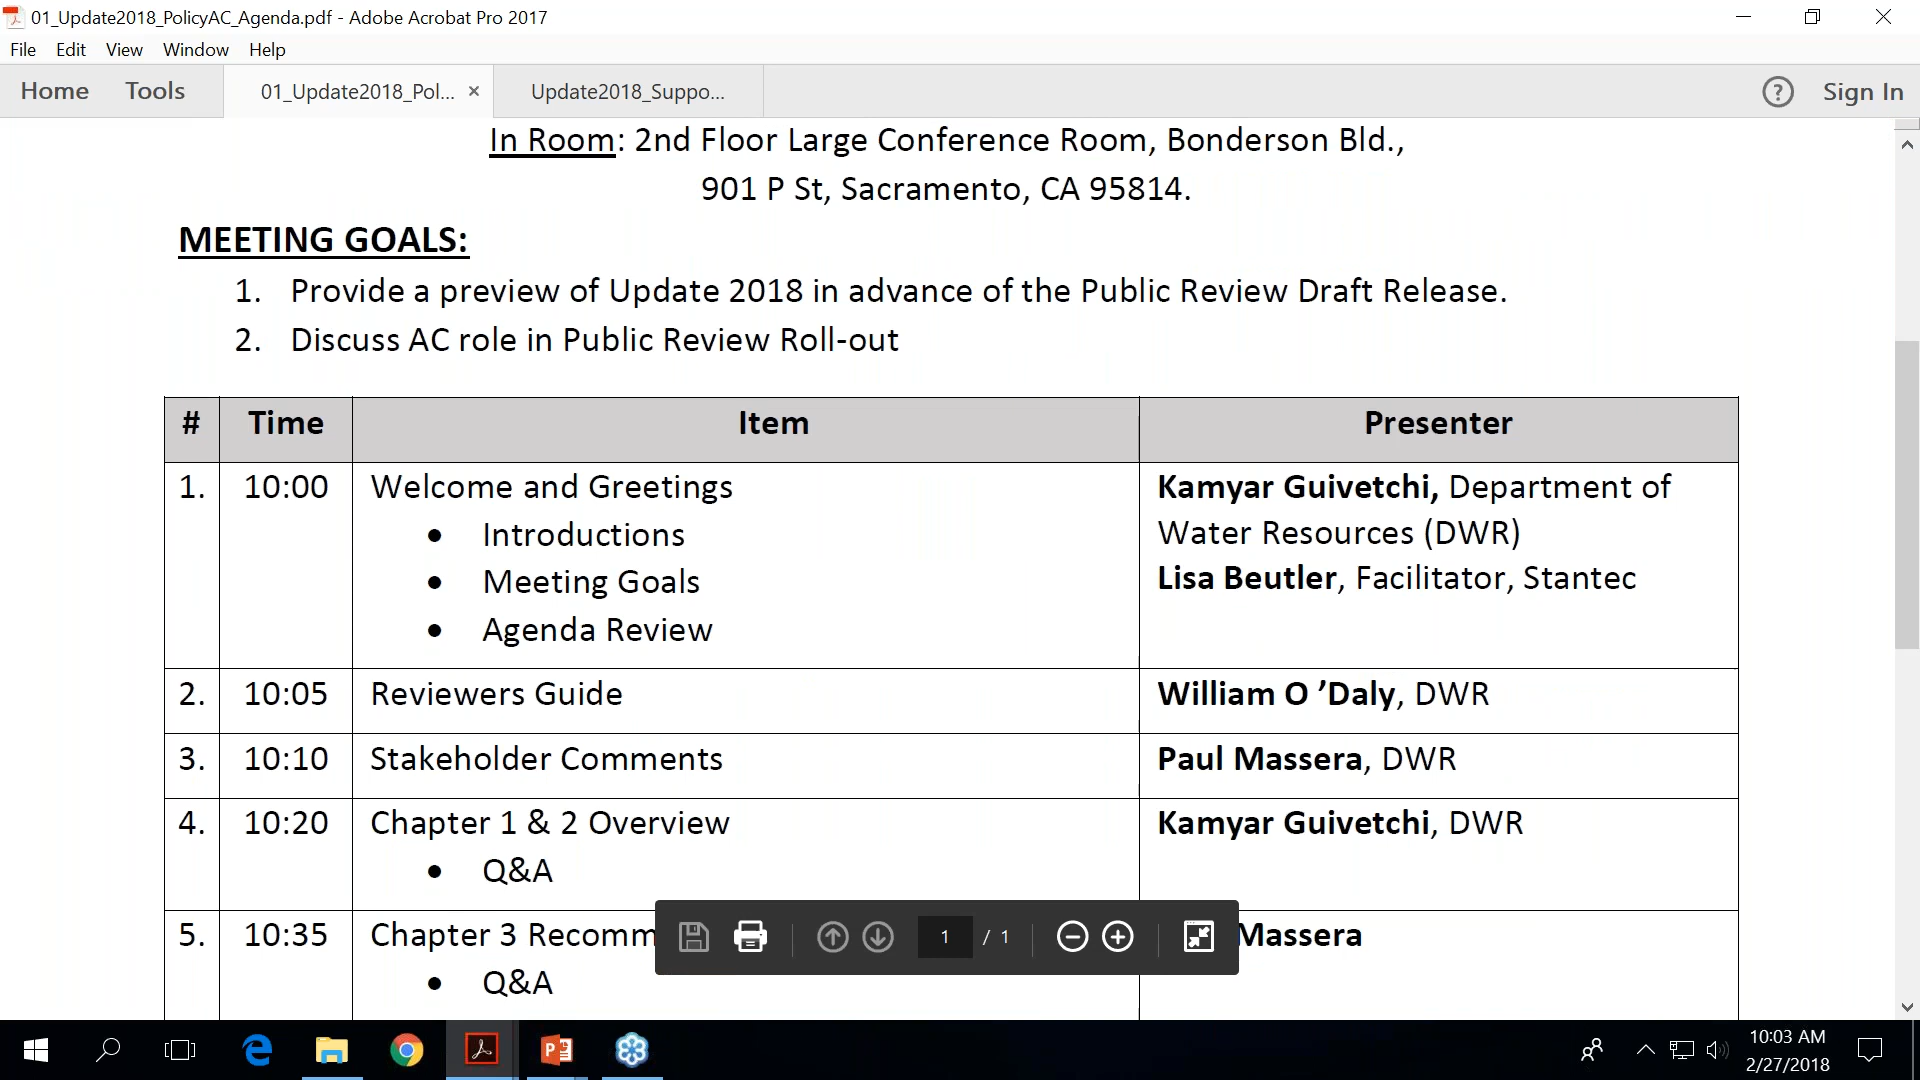 01_Update2018_PolicyAC_Agenda.pdf - Adobe Acrobat Pro 2017
File Edit View Window Help
Home Tools 01_Update2018_Pol... × Update2018_Suppo... ? Sign In
In Room: 2nd Floor Large Conference Room, Bonderson Bld.,
901 P St, Sacramento, CA 95814.
MEETING GOALS:
1. Provide a preview of Update 2018 in advance of the Public Review Draft Release.
2. Discuss AC role in Public Review Roll-out
# Time Item Presenter
1. 10:00 Welcome and Greetings Kamyar Guivetchi, Department of
• Introductions Water Resources (DWR)
• Meeting Goals Lisa Beutler, Facilitator, Stantec
• Agenda Review
2. 10:05 Reviewers Guide William O ’Daly, DWR
3. 10:10 Stakeholder Comments Paul Massera, DWR
4. 10:20 Chapter 1 & 2 Overview Kamyar Guivetchi, DWR
• Q&A
5. 10:35 Chapter 3 Recomm Massera
1 / 1
• Q&A
10:03 AM
2/27/2018